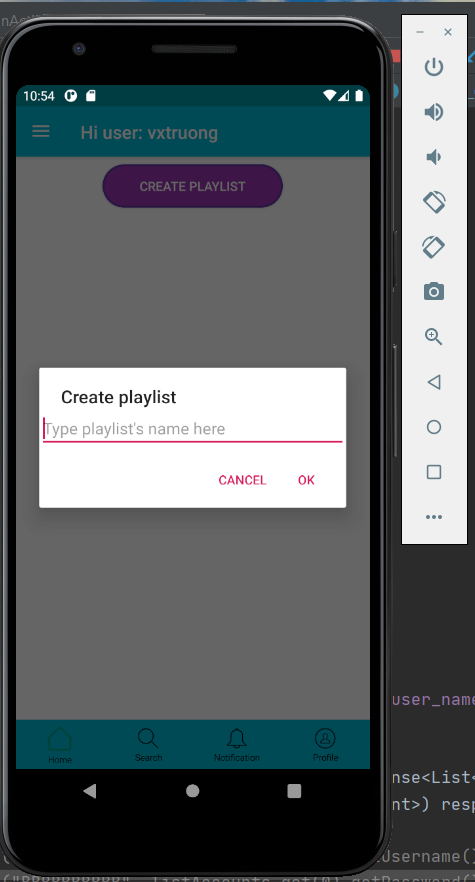 10:54
Hi user: vxtruong
CREATE PLAYLIST
Create playlist
Type playlist's name here
CANCEL OK
user_name
nse<List<
nt>) resp
Home Search Notification Profile
Username()